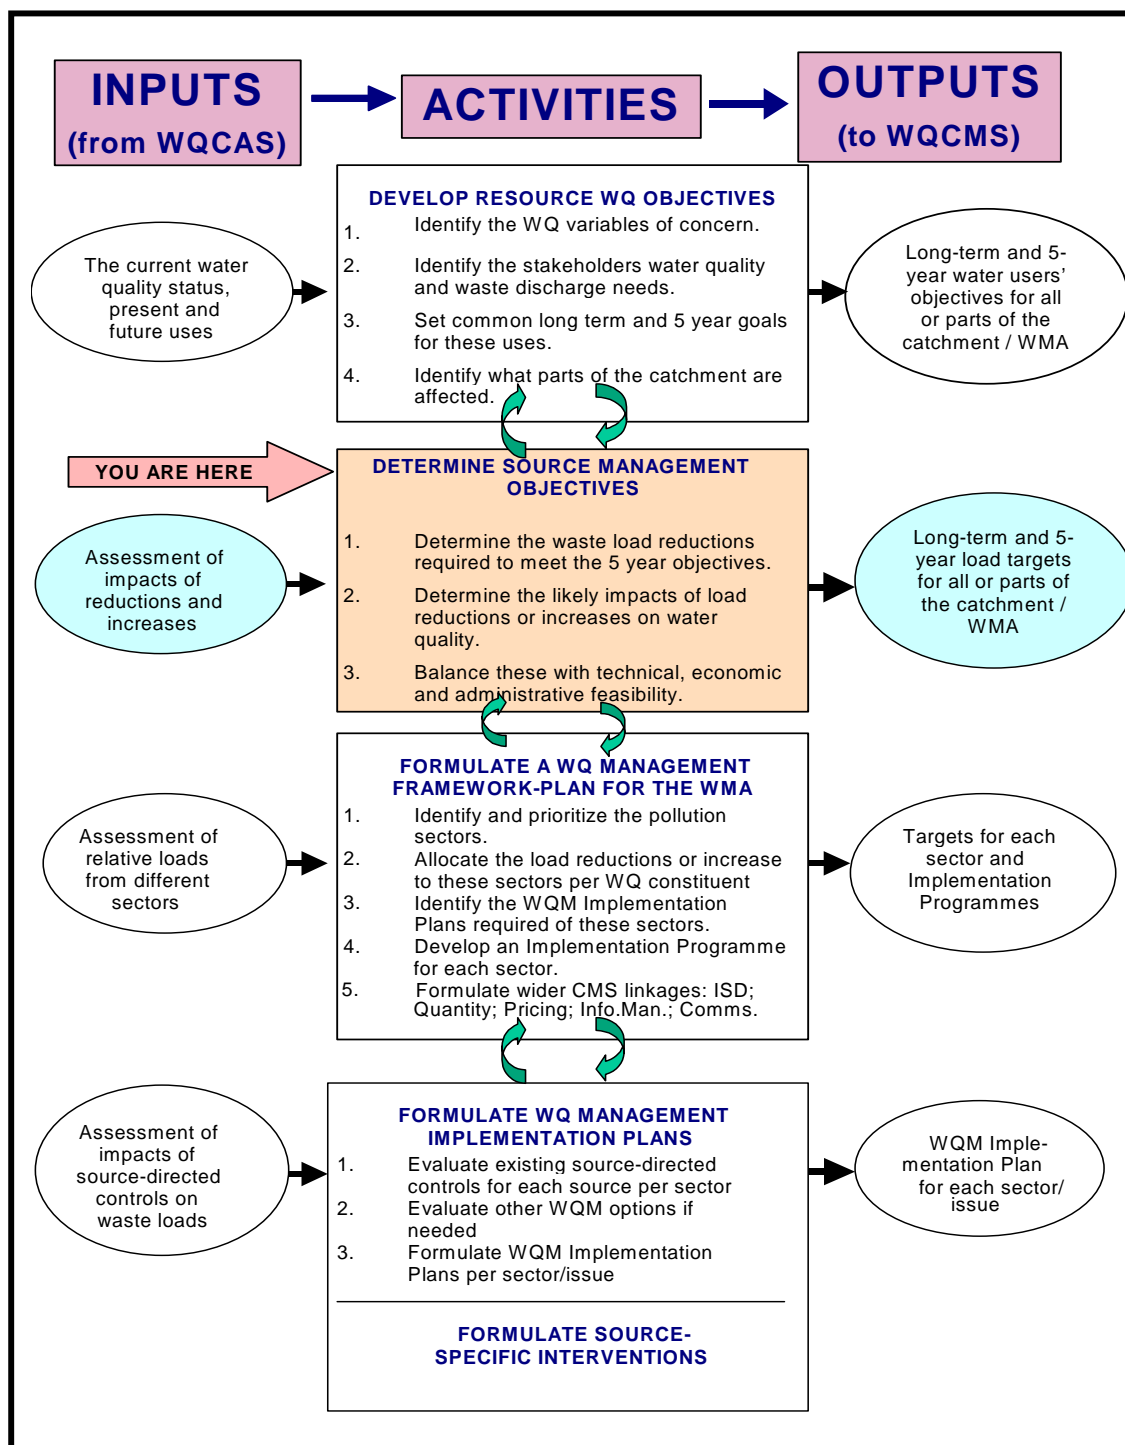 INPUTS
(from WQCAS)
ACTIVITIES
OUTPUTS
(to WQCMS)
The current water
quality status,
present and
future uses
DEVELOP RESOURCE WQ OBJECTIVES
1. Identify the WQ variables of concern.
2. Identify the stakeholders water quality
and waste discharge needs.
3. Set common long term and 5 year goals
for these uses.
4. Identify what parts of the catchment are
affected.
Long-term and 5-
year water users’
objectives for all
or parts of the
catchment / WMA
YOU ARE HERE
Assessment of
impacts of
reductions and
increases
DETERMINE SOURCE MANAGEMENT
OBJECTIVES
1. Determine the waste load reductions
required to meet the 5 year objectives.
2. Determine the likely impacts of load
reductions or increases on water
quality.
3. Balance these with technical, economic
and administrative feasibility.
Long-term and 5-
year load targets
for all or parts of
the catchment /
WMA
Assessment of
relative loads
from different
sectors
FORMULATE A WQ MANAGEMENT
FRAMEWORK-PLAN FOR THE WMA
1. Identify and prioritize the pollution
sectors.
2. Allocate the load reductions or increase
to these sectors per WQ constituent
3. Identify the WQM Implementation
Plans required of these sectors.
4. Develop an Implementation Programme
for each sector.
5. Formulate wider CMS linkages: ISD;
Quantity; Pricing; Info.Man.; Comms.
Targets for each
sector and
Implementation
Programmes
Assessment of
impacts of
source-directed
controls on
waste loads
FORMULATE WQ MANAGEMENT
IMPLEMENTATION PLANS
1. Evaluate existing source-directed
controls for each source per sector
2. Evaluate other WQM options if
needed
3. Formulate WQM Implementation
Plans per sector/issue
FORMULATE SOURCE-
SPECIFIC INTERVENTIONS
WQM Imple-
mentation Plan
for each sector/
issue